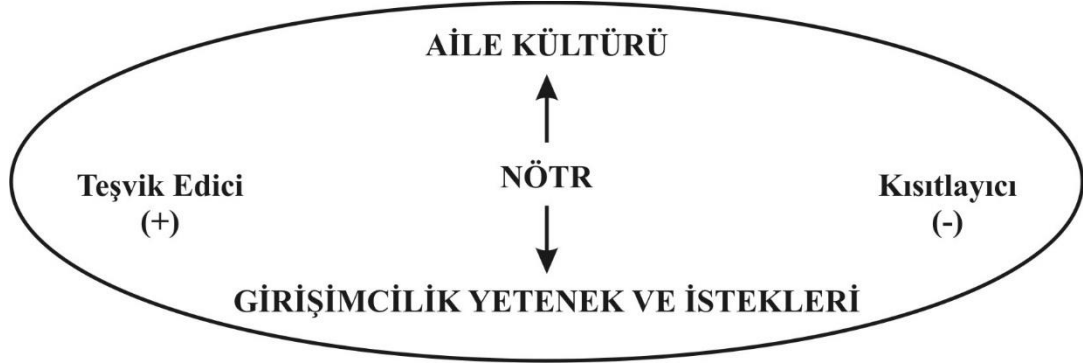 AİLE KÜLTÜRÜ
NÖTR
Teşvik Edici
(+)
Kısıtlayıcı
(-)
GİRİŞİMCİLİK YETENEK VE İSTEKLERİ